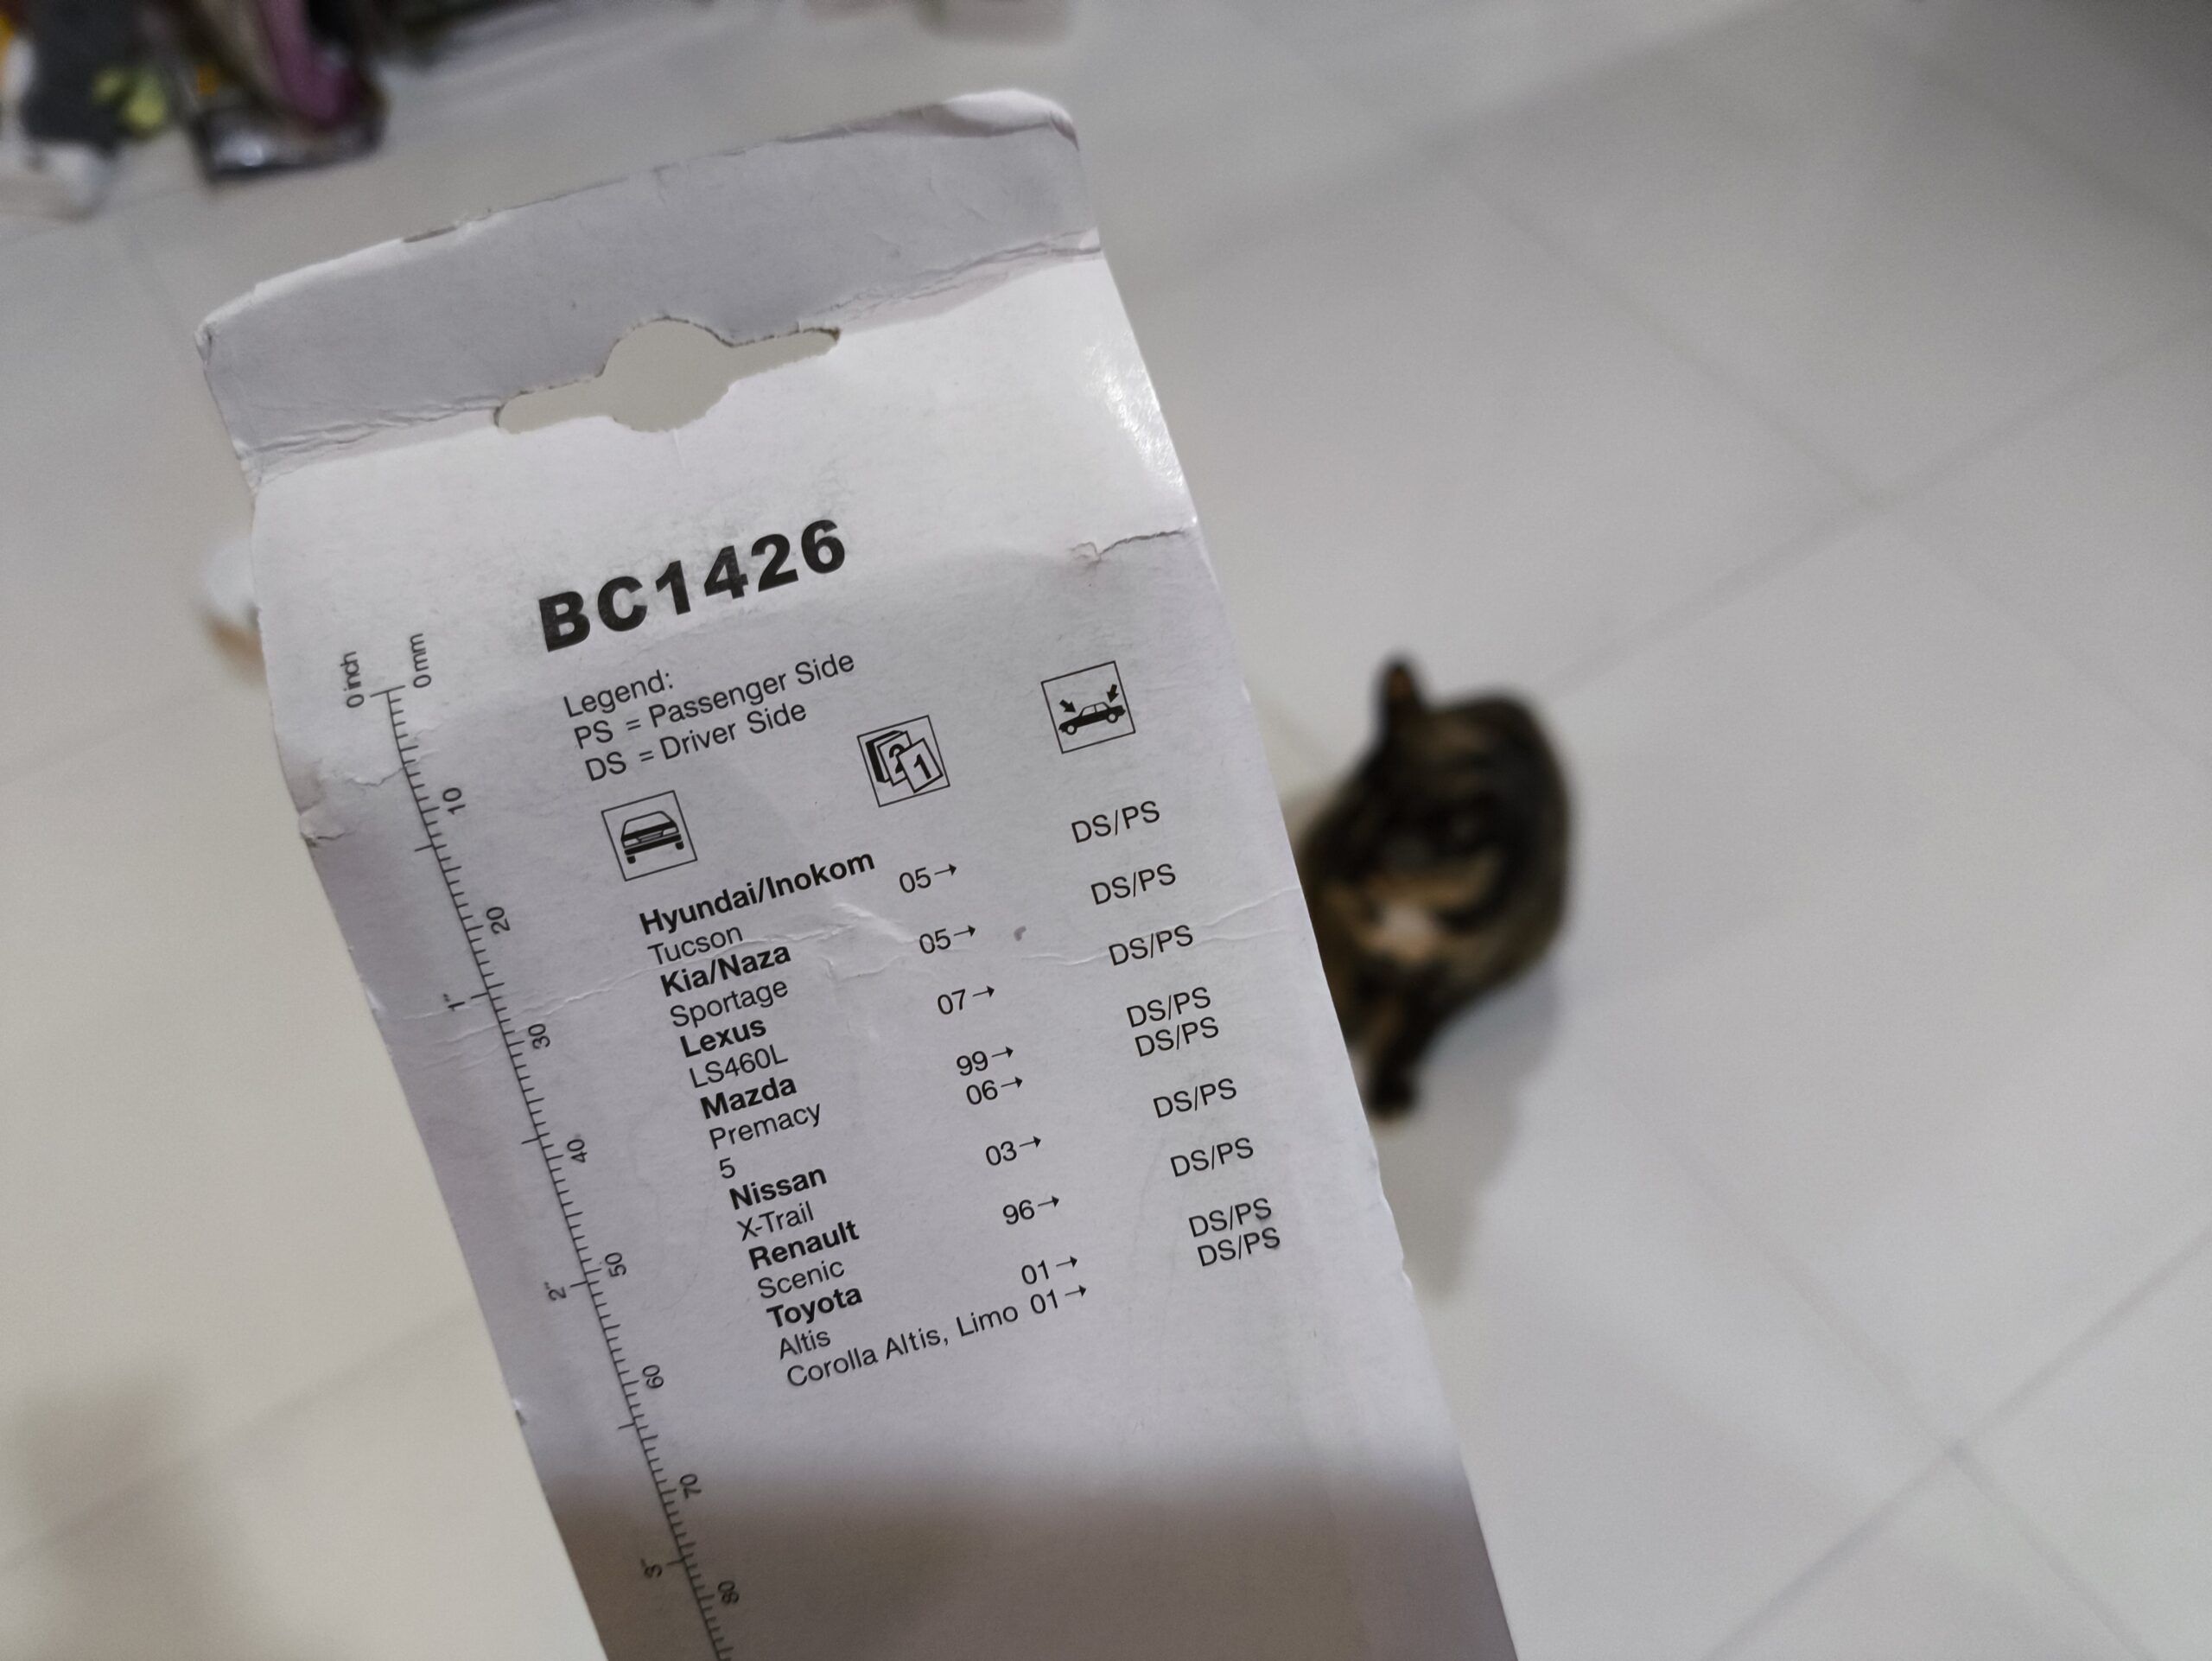 BC1426
Legend:
PS = Passenger Side
DS = Driver Side
21
Hyundai/Inokom
Tucson 05→ DS/PS
Kia/Naza
Sportage 05→ DS/PS
Lexus
LS460L 07→ DS/PS
Mazda
Premacy 99→ DS/PS
5 06→ DS/PS
Nissan
X-Trail 03→ DS/PS
Renault
Scenic 96→ DS/PS
Toyota
Altis 01→ DS/PS
Corolla Altis, Limo 01→ DS/PS
0 inch
0 mm
10
20
1"
30
40
50
2"
60
70
3"
80